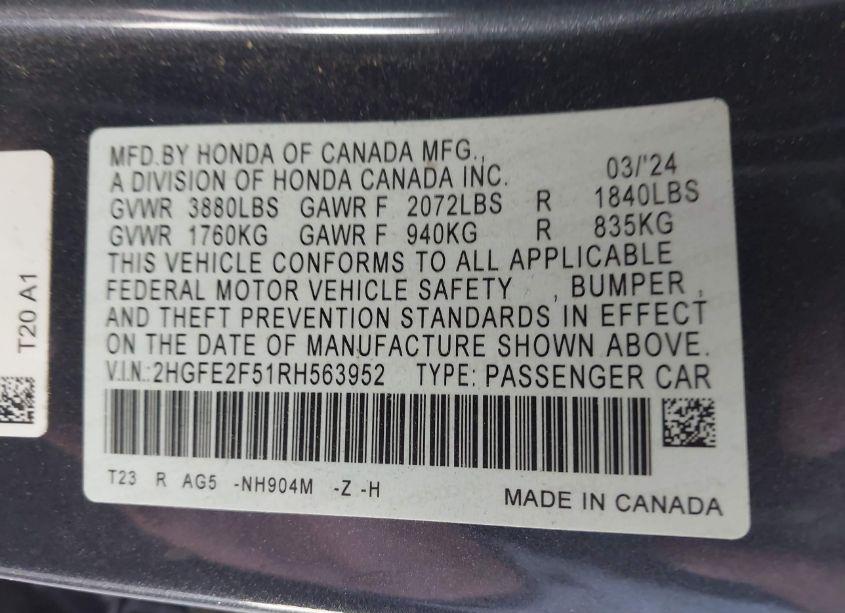 MFD. BY HONDA OF CANADA MFG.,
A DIVISION OF HONDA CANADA INC. 03/'24
GVWR 3880LBS GAWR F 2072LBS R 1840LBS
GVWR 1760KG GAWR F 940KG R 835KG
THIS VEHICLE CONFORMS TO ALL APPLICABLE
FEDERAL MOTOR VEHICLE SAFETY , BUMPER ,
AND THEFT PREVENTION STANDARDS IN EFFECT
ON THE DATE OF MANUFACTURE SHOWN ABOVE.
V.I.N.: 2HGFE2F51RH563952 TYPE: PASSENGER CAR
T23 R AG5 -NH904M -Z -H
MADE IN CANADA
T20 A1